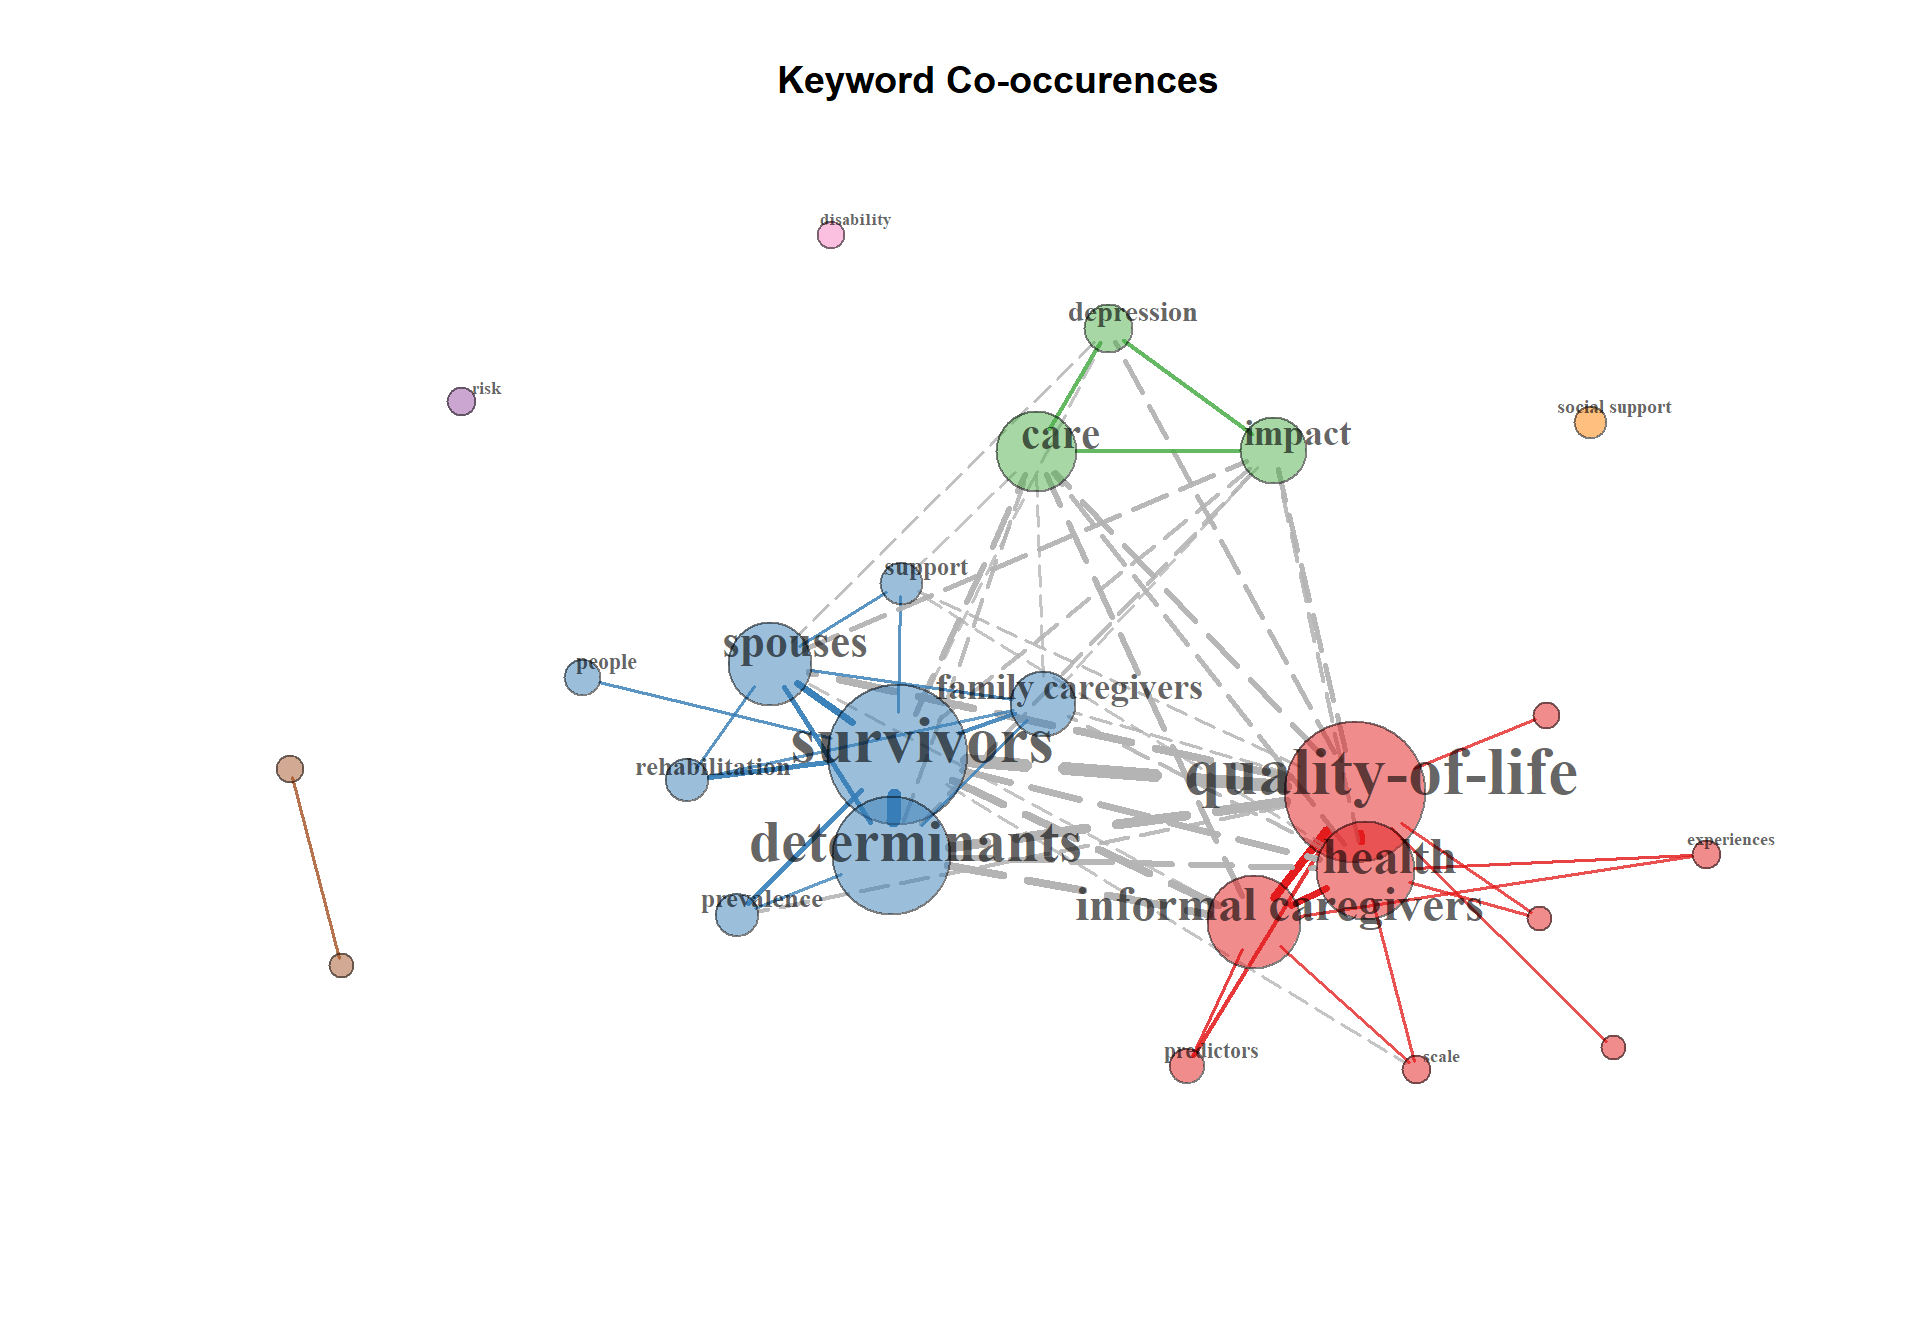 Keyword Co-occurences
disability
depression
risk
social support
care
impact
support
spouses
people
family caregivers
survivors
rehabilitation
quality-of-life
determinants
experiences
health
prevalence
informal caregivers
predictors
scale